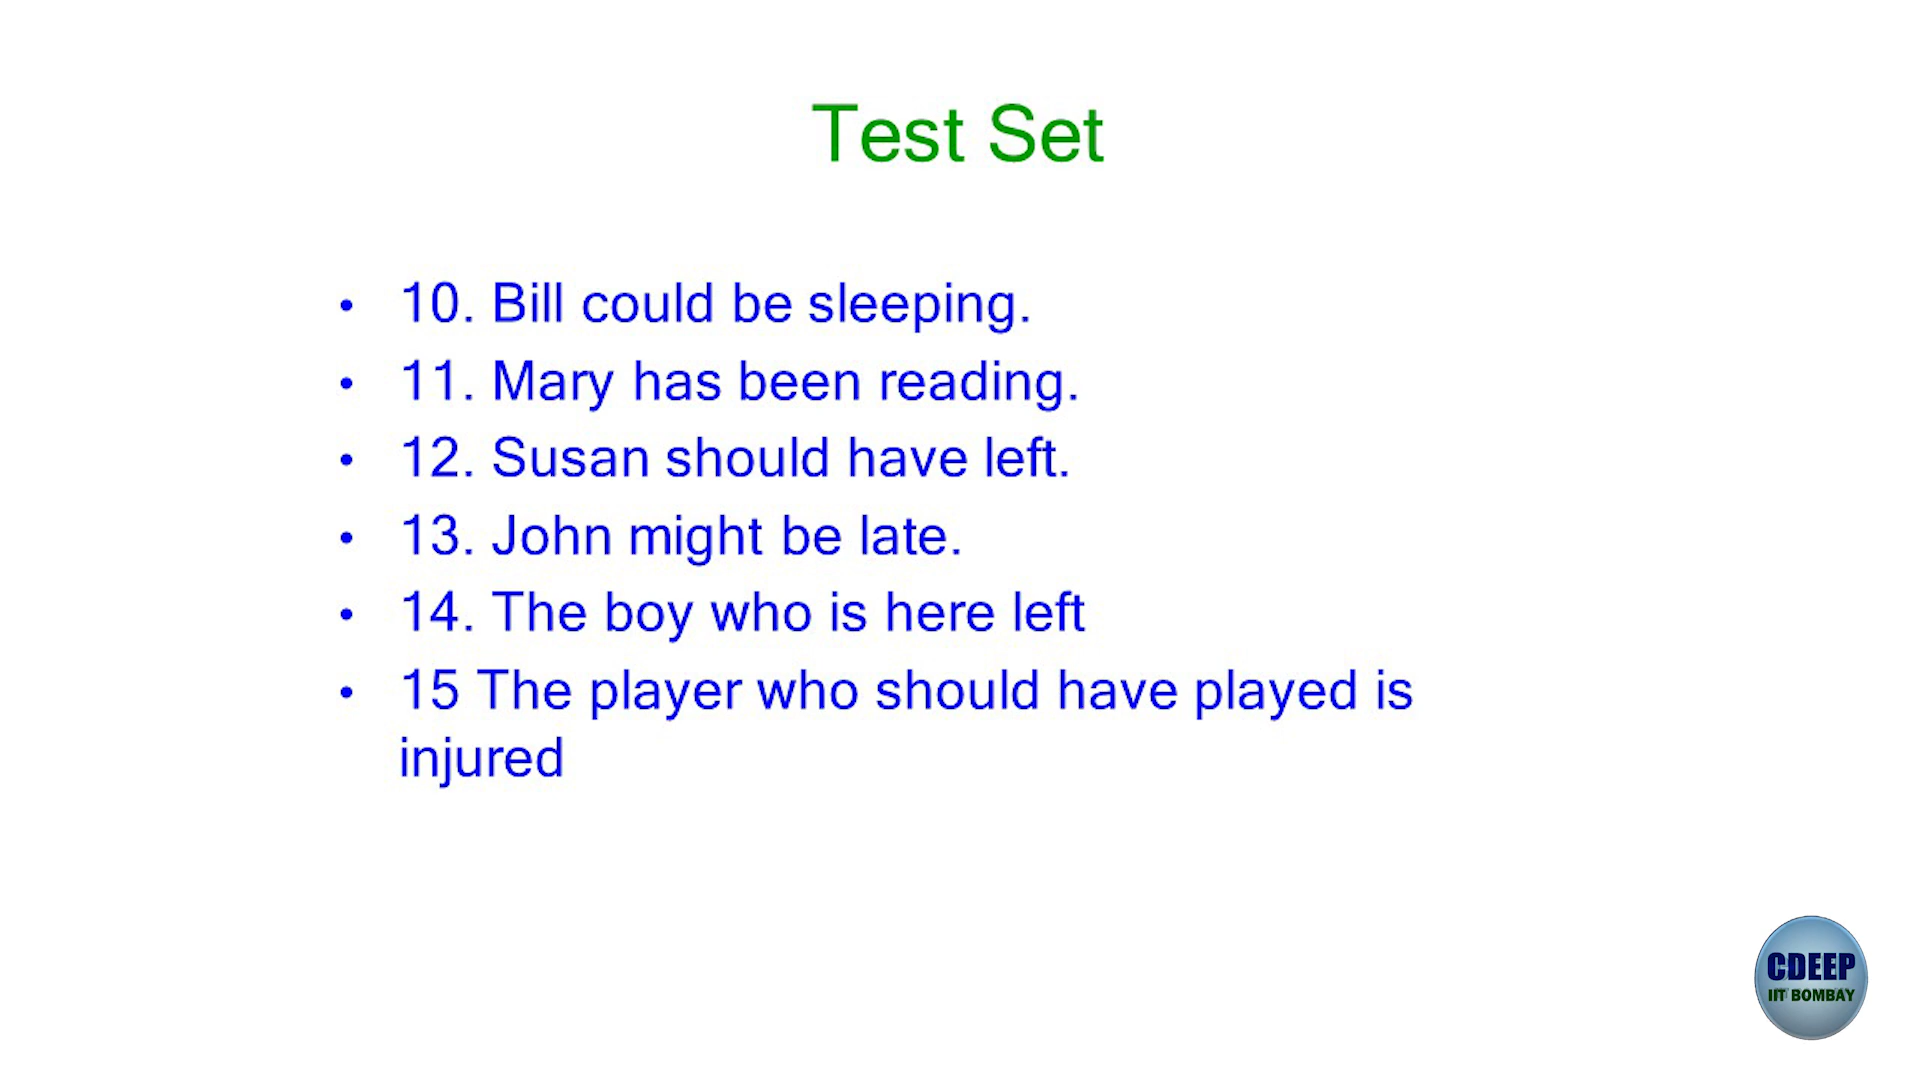 Test Set
• 10. Bill could be sleeping.
• 11. Mary has been reading.
• 12. Susan should have left.
• 13. John might be late.
• 14. The boy who is here left
• 15 The player who should have played is
injured
CDEEP
IIT BOMBAY